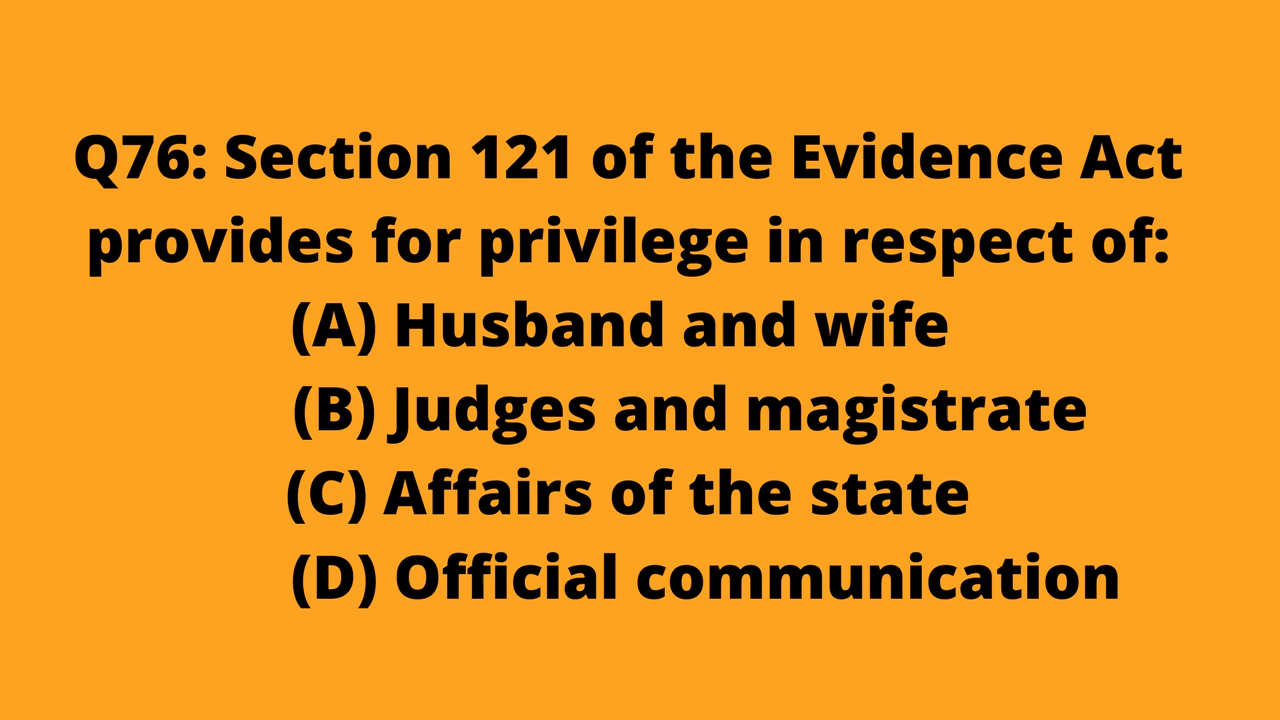 Q76: Section 121 of the Evidence Act
provides for privilege in respect of:
(A) Husband and wife
(B) Judges and magistrate
(C) Affairs of the state
(D) Official communication